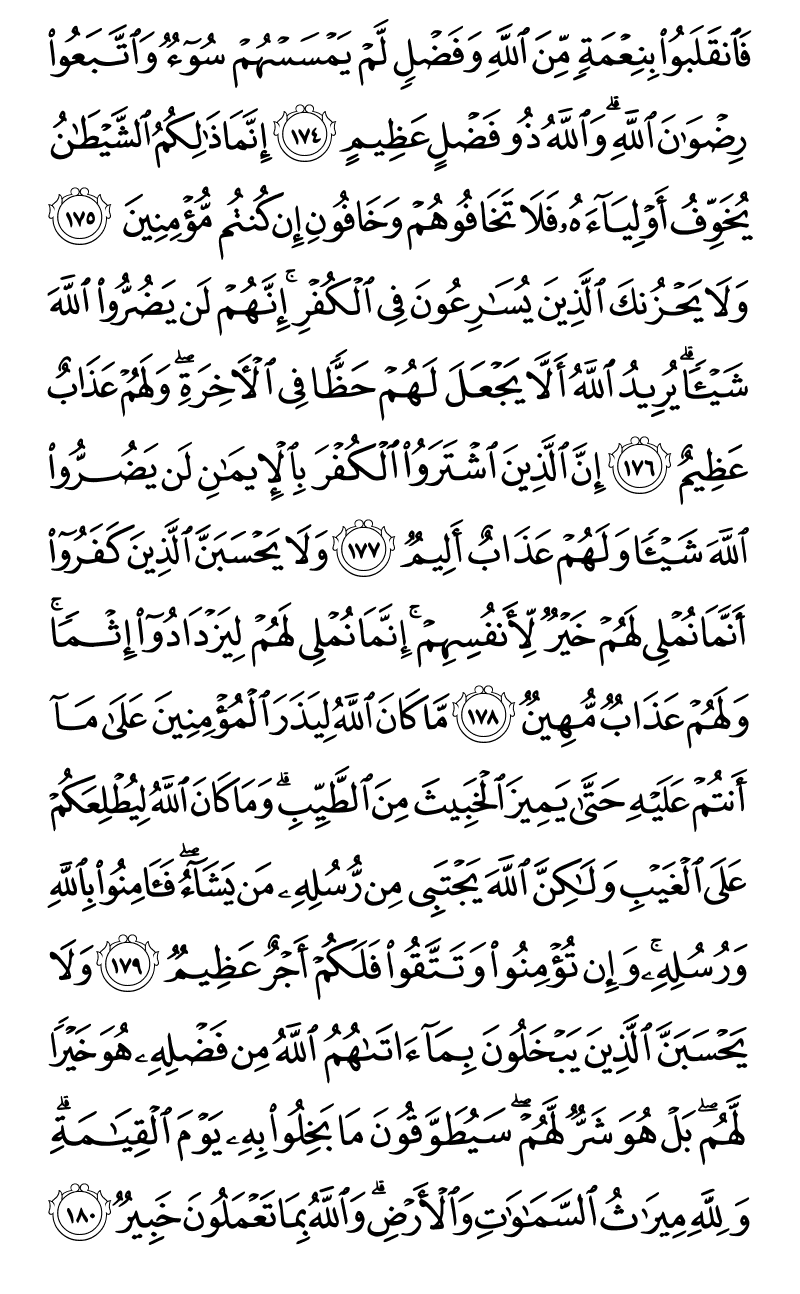 فَٱنقَلَبُوا۟ بِنِعْمَةٍ مِّنَ ٱللَّهِ وَفَضْلٍ لَّمْ يَمْسَسْهُمْ سُوٓءٌ وَٱتَّبَعُوا۟
رِضْوَٰنَ ٱللَّهِ ۗ وَٱللَّهُ ذُو فَضْلٍ عَظِيمٍ ١٧٤ إِنَّمَا ذَٰلِكُمُ ٱلشَّيْطَٰنُ
يُخَوِّفُ أَوْلِيَآءَهُۥ فَلَا تَخَافُوهُمْ وَخَافُونِ إِن كُنتُم مُّؤْمِنِينَ ١٧٥
وَلَا يَحْزُنكَ ٱلَّذِينَ يُسَٰرِعُونَ فِى ٱلْكُفْرِ ۚ إِنَّهُمْ لَن يَضُرُّوا۟ ٱللَّهَ
شَيْـًٔا ۗ يُرِيدُ ٱللَّهُ أَلَّا يَجْعَلَ لَهُمْ حَظًّا فِى ٱلْـَٔاخِرَةِ ۖ وَلَهُمْ عَذَابٌ
عَظِيمٌ ١٧٦ إِنَّ ٱلَّذِينَ ٱشْتَرَوُا۟ ٱلْكُفْرَ بِٱلْإِيمَٰنِ لَن يَضُرُّوا۟
ٱللَّهَ شَيْـًٔا وَلَهُمْ عَذَابٌ أَلِيمٌ ١٧٧ وَلَا يَحْسَبَنَّ ٱلَّذِينَ كَفَرُوٓا۟
أَنَّمَا نُمْلِى لَهُمْ خَيْرٌ لِّأَنفُسِهِمْ ۚ إِنَّمَا نُمْلِى لَهُمْ لِيَزْدَادُوٓا۟ إِثْمًا ۚ
وَلَهُمْ عَذَابٌ مُّهِينٌ ١٧٨ مَّا كَانَ ٱللَّهُ لِيَذَرَ ٱلْمُؤْمِنِينَ عَلَىٰ مَآ
أَنتُمْ عَلَيْهِ حَتَّىٰ يَمِيزَ ٱلْخَبِيثَ مِنَ ٱلطَّيِّبِ ۗ وَمَا كَانَ ٱللَّهُ لِيُطْلِعَكُمْ
عَلَى ٱلْغَيْبِ وَلَٰكِنَّ ٱللَّهَ يَجْتَبِى مِن رُّسُلِهِۦ مَن يَشَآءُ ۖ فَـَٔامِنُوا۟ بِٱللَّهِ
وَرُسُلِهِۦ ۚ وَإِن تُؤْمِنُوا۟ وَتَتَّقُوا۟ فَلَكُمْ أَجْرٌ عَظِيمٌ ١٧٩ وَلَا
يَحْسَبَنَّ ٱلَّذِينَ يَبْخَلُونَ بِمَآ ءَاتَىٰهُمُ ٱللَّهُ مِن فَضْلِهِۦ هُوَ خَيْرًا
لَّهُم ۖ بَلْ هُوَ شَرٌّ لَّهُمْ ۖ سَيُطَوَّقُونَ مَا بَخِلُوا۟ بِهِۦ يَوْمَ ٱلْقِيَٰمَةِ ۗ
وَلِلَّهِ مِيرَٰثُ ٱلسَّمَٰوَٰتِ وَٱلْأَرْضِ ۗ وَٱللَّهُ بِمَا تَعْمَلُونَ خَبِيرٌ ١٨٠